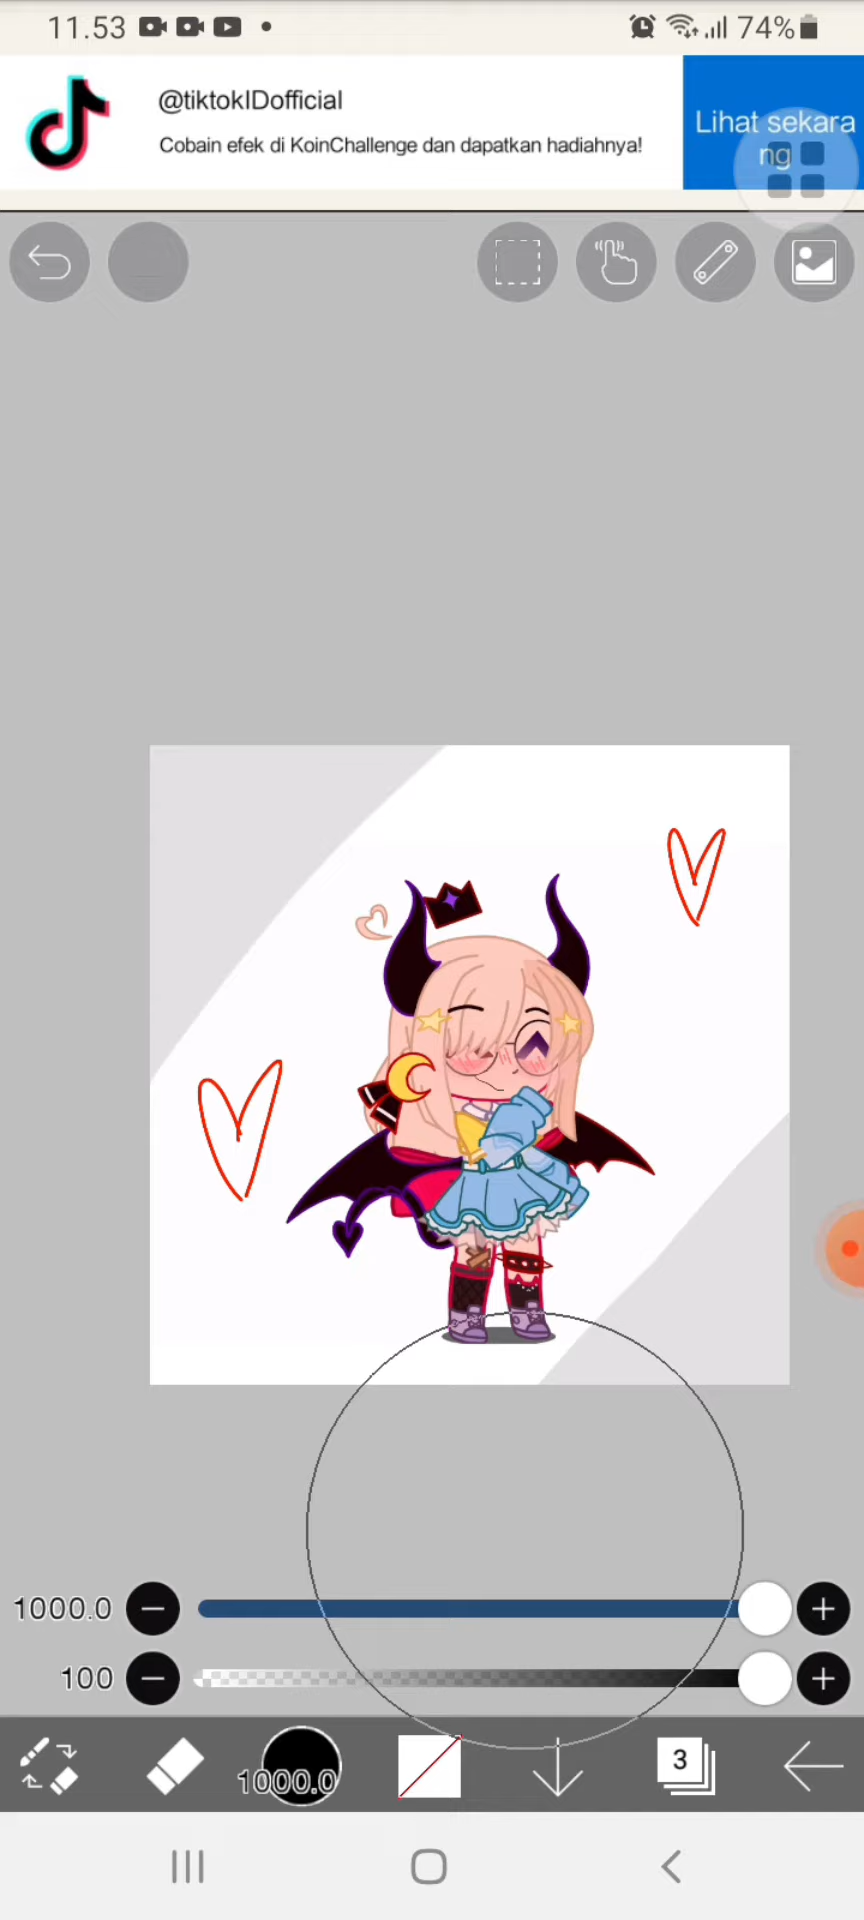 11.53
74%
@tiktokIDofficial
Cobain efek di KoinChallenge dan dapatkan hadiahnya!
Lihat sekara
ng
1000.0
100
1000.0
3